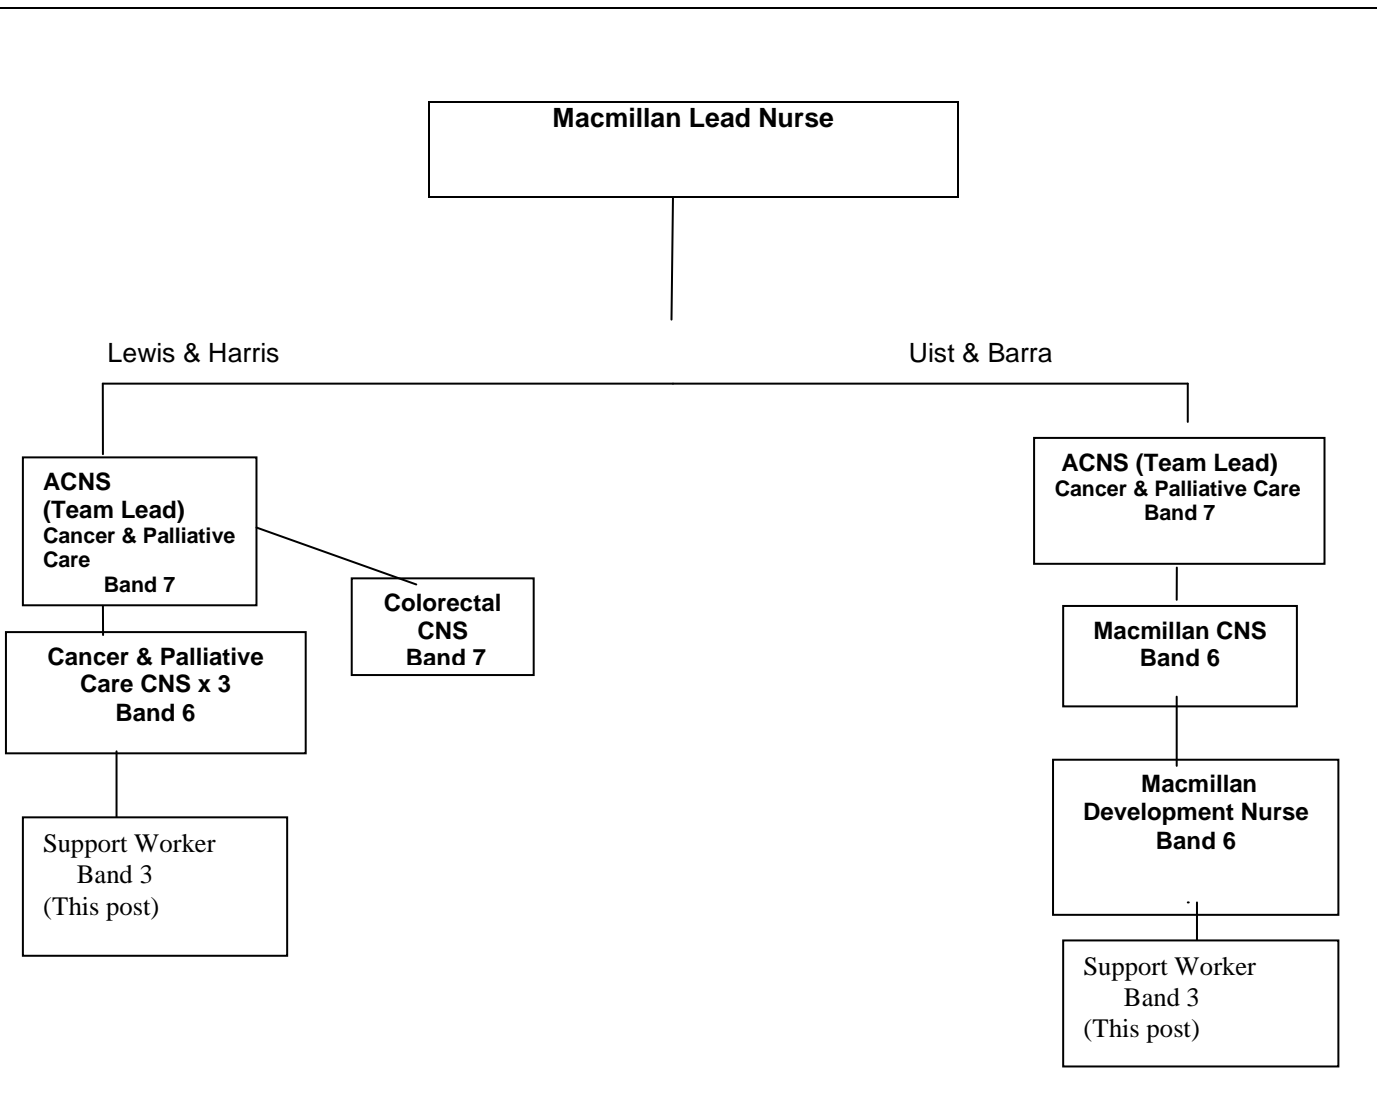 Macmillan Lead Nurse
Lewis & Harris
Uist & Barra
ACNS
(Team Lead)
Cancer & Palliative
Care
Band 7
Colorectal
CNS
Band 7
Cancer & Palliative
Care CNS x 3
Band 6
Support Worker
Band 3
(This post)
ACNS (Team Lead)
Cancer & Palliative Care
Band 7
Macmillan CNS
Band 6
Macmillan
Development Nurse
Band 6
.
Support Worker
Band 3
(This post)